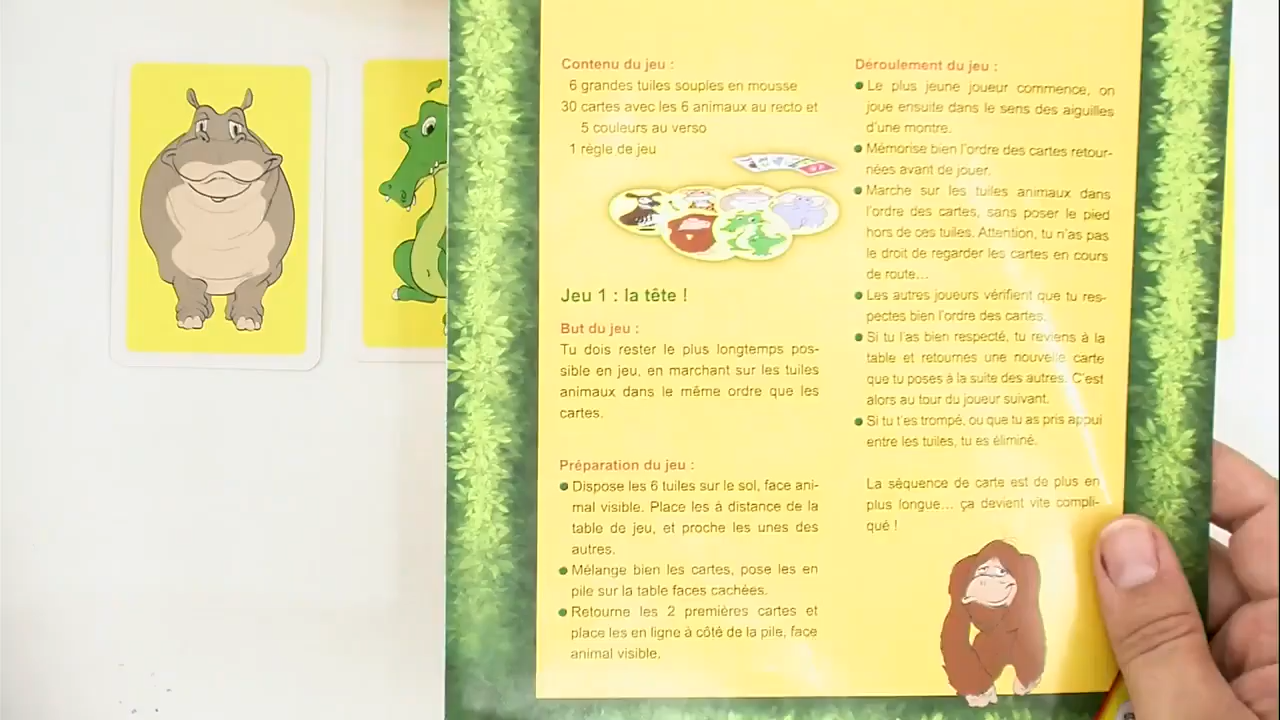 Contenu du jeu :
6 grandes tuiles souples en mousse
30 cartes avec les 6 animaux au recto et
5 couleurs au verso
1 règle de jeu
Jeu 1 : la tête !
But du jeu :
Tu dois rester le plus longtemps pos-
sible en jeu, en marchant sur les tuiles
animaux dans le même ordre que les
cartes.
Préparation du jeu :
Dispose les 6 tuiles sur le sol, face ani-
mal visible. Place les à distance de la
table de jeu, et proche les unes des
autres.
Mélange bien les cartes, pose les en
pile sur la table faces cachées.
Retourne les 2 premières cartes et
place les en ligne à côté de la pile, face
animal visible.
Déroulement du jeu :
Le plus jeune joueur commence, on
joue ensuite dans le sens des aiguilles
d'une montre.
Mémorise bien l'ordre des cartes retour-
nées avant de jouer.
Marche sur les tuiles animaux dans
l'ordre des cartes, sans poser le pied
hors de ces tuiles. Attention, tu n'as pas
le droit de regarder les cartes en cours
de route...
Les autres joueurs vérifient que tu res-
pectes bien l'ordre des cartes.
Si tu l'as bien respecté, tu reviens à la
table et retournes une nouvelle carte
que tu poses à la suite des autres. C'est
alors au tour du joueur suivant.
Si tu t'es trompé, ou que tu as pris appui
entre les tuiles, tu es éliminé.
La séquence de carte est de plus en
plus longue... ça devient vite compli-
qué !